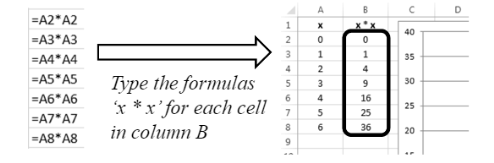 =A2*A2
=A3*A3
=A4*A4
=A5*A5
=A6*A6
=A7*A7
=A8*A8
Type the formulas
‘x * x’ for each cell
in column B
A B C D
1 x x * x
2 0 0
3 1 1
4 2 4
5 3 9
6 4 16
7 5 25
8 6 36
9
40
35
30
25
20